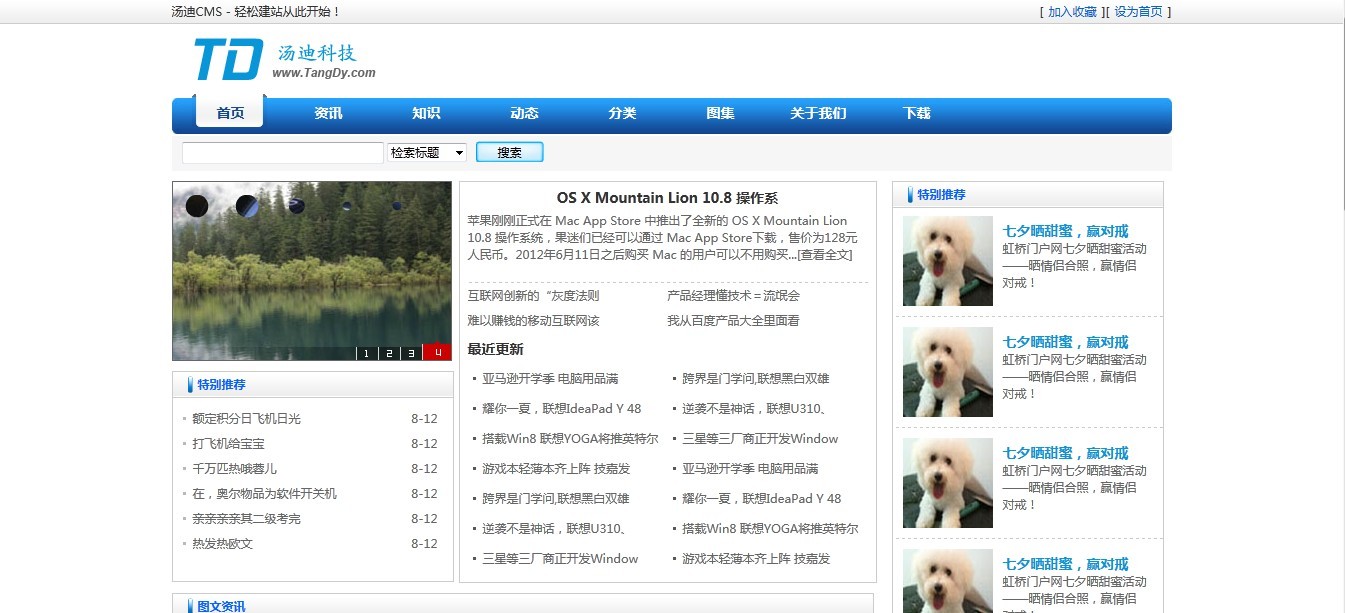 汤迪CMS - 轻松建站从此开始！
[ 加入收藏 ][ 设为首页 ]
TD 汤迪科技
www.TangDy.com
首页 资讯 知识 动态 分类 图集 关于我们 下载
检索标题 搜索
1 2 3 4
特别推荐
额定积分日飞机日光 8-12
打飞机给宝宝 8-12
千万匹热哦蓉儿 8-12
在，奥尔物品为软件开关机 8-12
亲亲亲亲其二级考完 8-12
热发热欧文 8-12
图文资讯
OS X Mountain Lion 10.8 操作系
苹果刚刚正式在 Mac App Store 中推出了全新的 OS X Mountain Lion
10.8 操作系统，果迷们已经可以通过 Mac App Store下载，售价为128元
人民币。2012年6月11日之后购买 Mac 的用户可以不用购买...[查看全文]
互联网创新的“灰度法则 产品经理懂技术＝流氓会
难以赚钱的移动互联网该 我从百度产品大全里面看
最近更新
亚马逊开学季 电脑用品满 跨界是门学问,联想黑白双雄
耀你一夏，联想IdeaPad Y 48 逆袭不是神话，联想U310、
搭载Win8 联想YOGA将推英特尔 三星等三厂商正开发Window
游戏本轻薄本齐上阵 技嘉发 亚马逊开学季 电脑用品满
跨界是门学问,联想黑白双雄 耀你一夏，联想IdeaPad Y 48
逆袭不是神话，联想U310、 搭载Win8 联想YOGA将推英特尔
三星等三厂商正开发Window 游戏本轻薄本齐上阵 技嘉发
特别推荐
七夕晒甜蜜，赢对戒
虹桥门户网七夕晒甜蜜活动
——晒情侣合照，赢情侣
对戒！
七夕晒甜蜜，赢对戒
虹桥门户网七夕晒甜蜜活动
——晒情侣合照，赢情侣
对戒！
七夕晒甜蜜，赢对戒
虹桥门户网七夕晒甜蜜活动
——晒情侣合照，赢情侣
对戒！
七夕晒甜蜜，赢对戒
虹桥门户网七夕晒甜蜜活动
——晒情侣合照，赢情侣